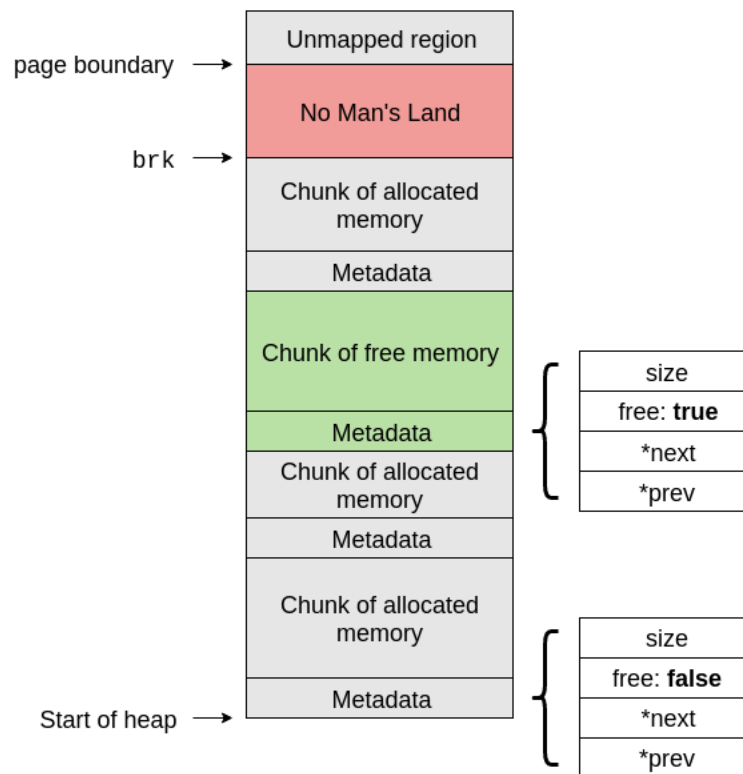 Unmapped region
page boundary
No Man's Land
brk
Chunk of allocated
memory
Metadata
Chunk of free memory
Metadata
Chunk of allocated
memory
Metadata
Chunk of allocated
memory
Metadata
Start of heap
size
free: true
*next
*prev
size
free: false
*next
*prev